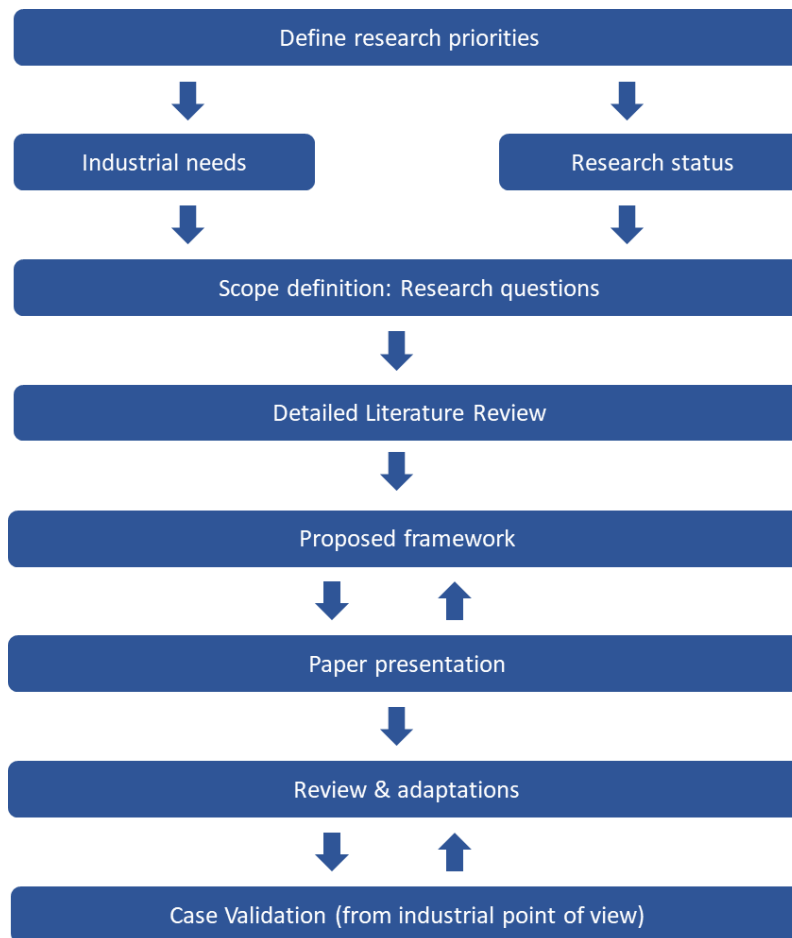 Define research priorities
Industrial needs
Research status
Scope definition: Research questions
Detailed Literature Review
Proposed framework
Paper presentation
Review & adaptations
Case Validation (from industrial point of view)